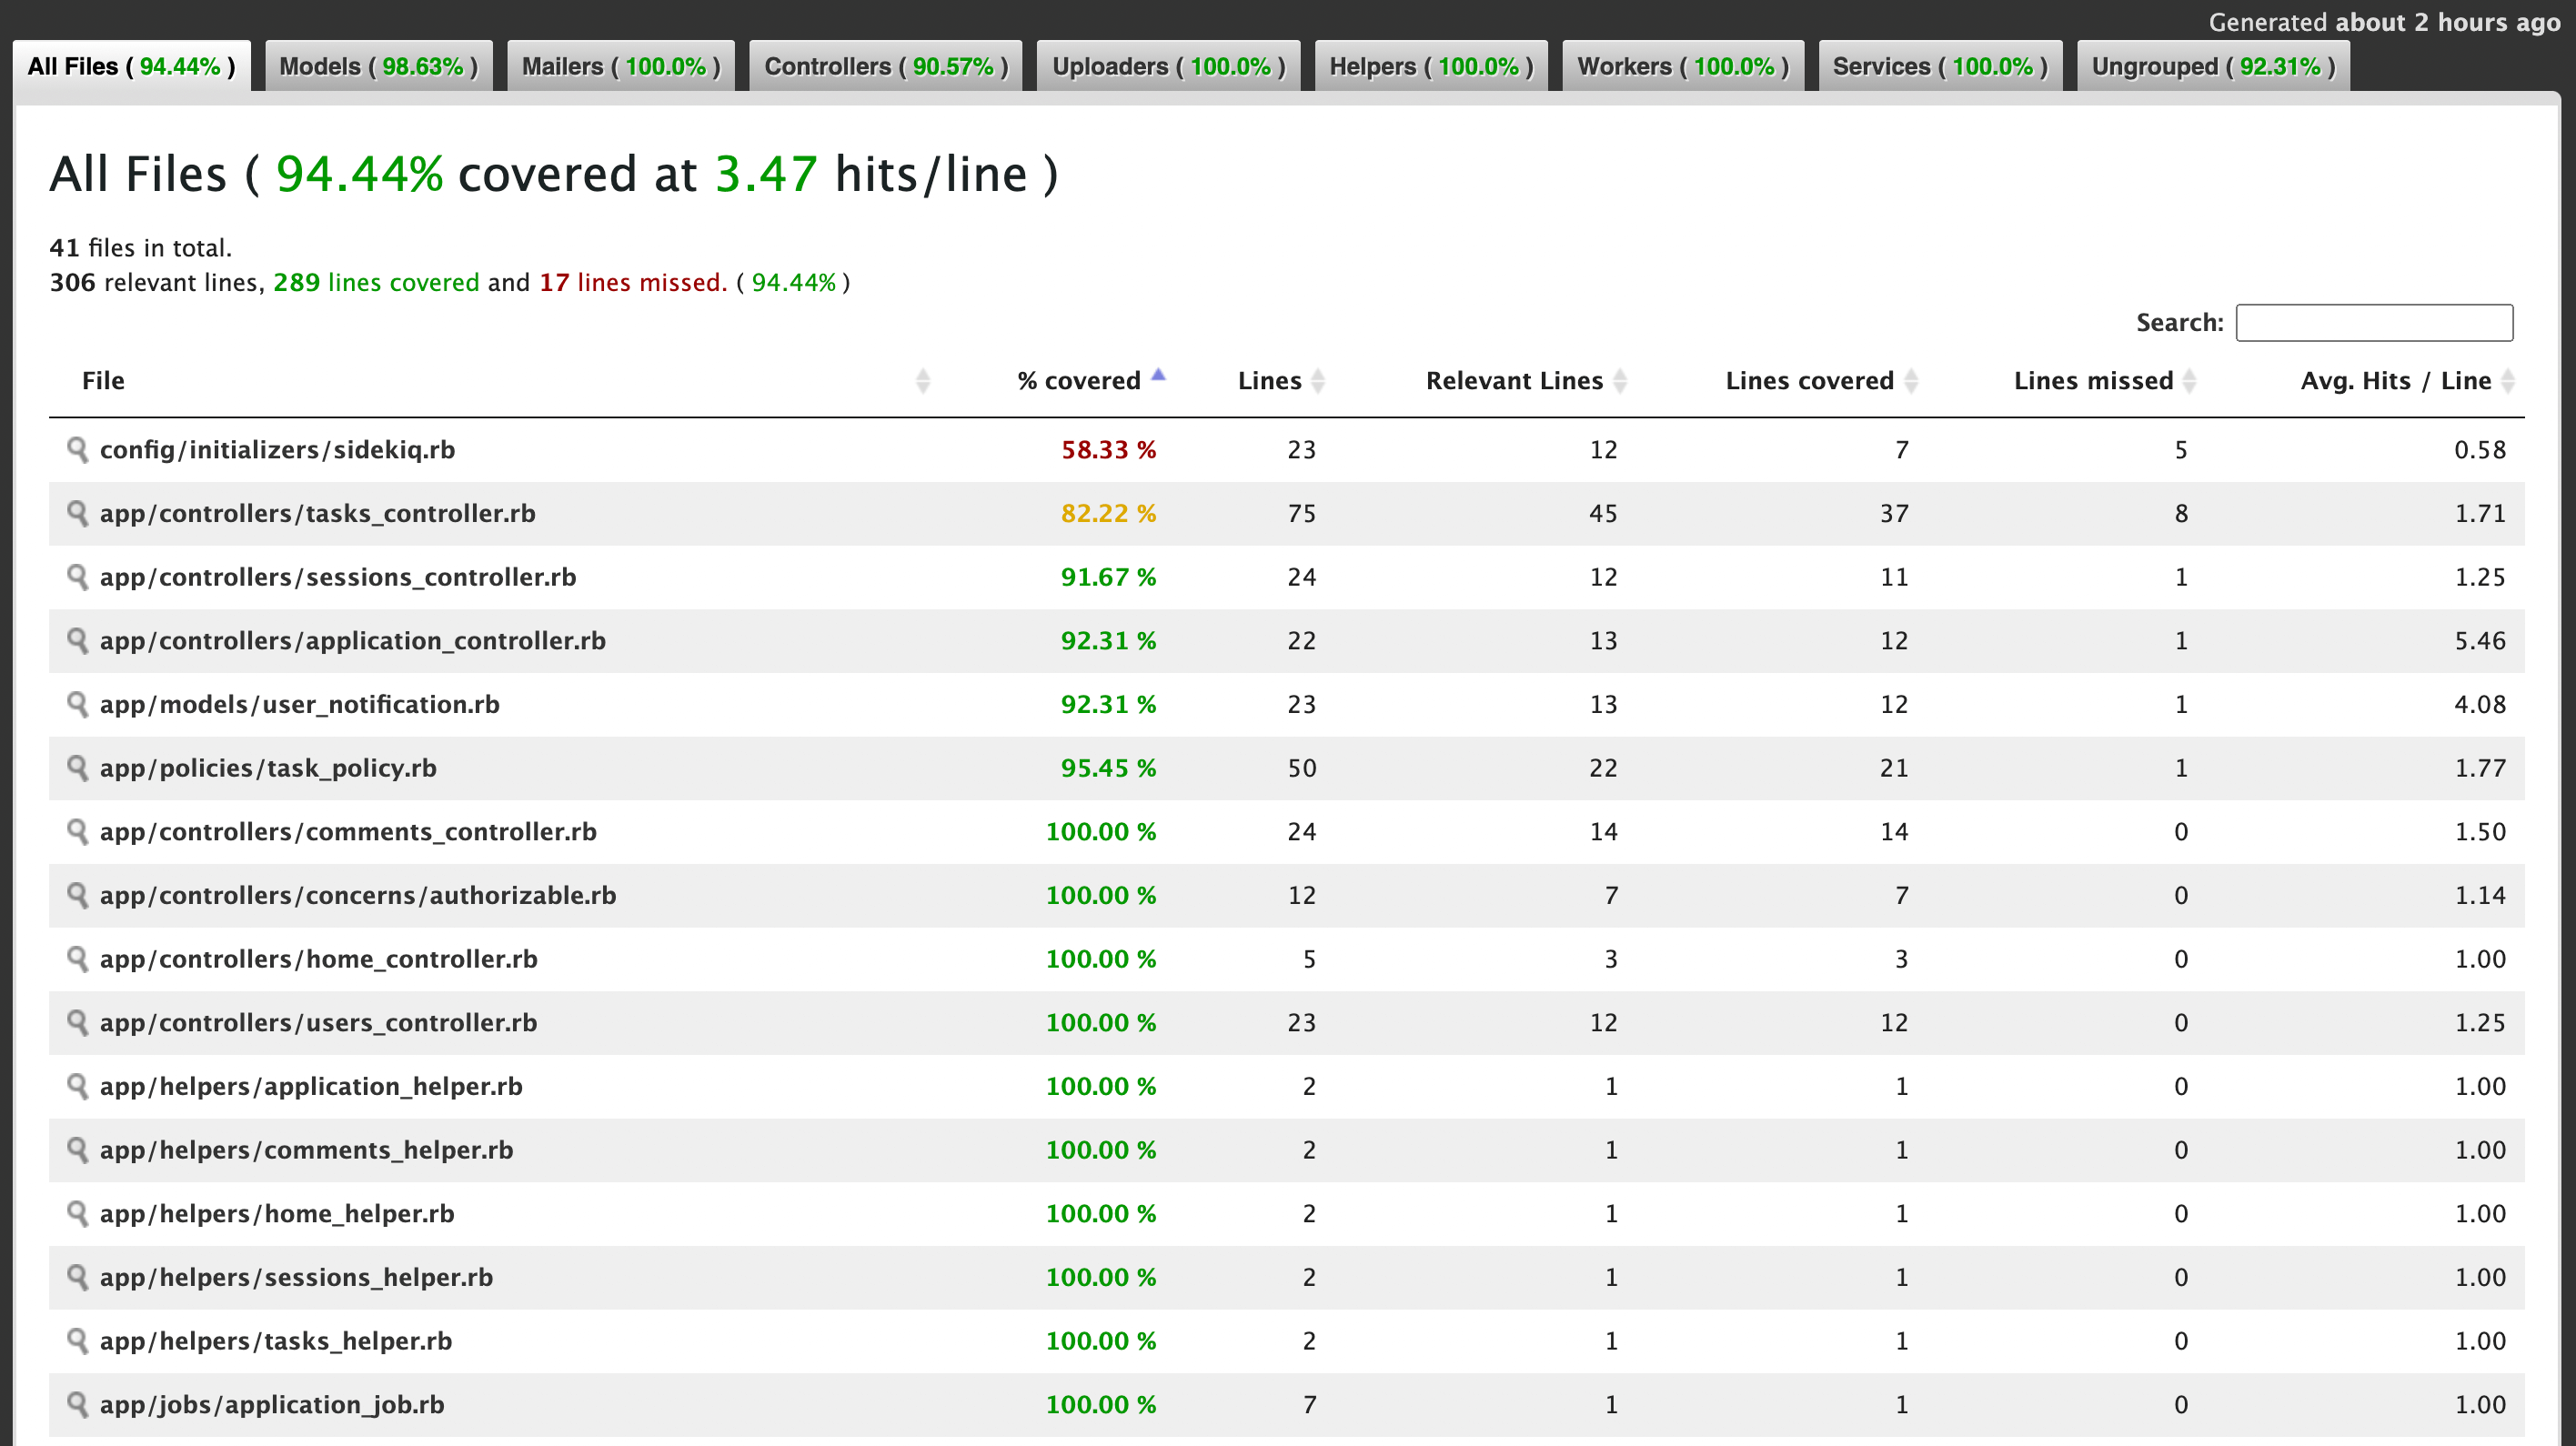 Generated about 2 hours ago
All Files ( 94.44% ) Models ( 98.63% ) Mailers ( 100.0% ) Controllers ( 90.57% ) Uploaders ( 100.0% ) Helpers ( 100.0% ) Workers ( 100.0% ) Services ( 100.0% ) Ungrouped ( 92.31% )
All Files ( 94.44% covered at 3.47 hits/line )
41 files in total.
306 relevant lines, 289 lines covered and 17 lines missed. ( 94.44% )
Search:
File % covered Lines Relevant Lines Lines covered Lines missed Avg. Hits / Line
config/initializers/sidekiq.rb 58.33 % 23 12 7 5 0.58
app/controllers/tasks_controller.rb 82.22 % 75 45 37 8 1.71
app/controllers/sessions_controller.rb 91.67 % 24 12 11 1 1.25
app/controllers/application_controller.rb 92.31 % 22 13 12 1 5.46
app/models/user_notification.rb 92.31 % 23 13 12 1 4.08
app/policies/task_policy.rb 95.45 % 50 22 21 1 1.77
app/controllers/comments_controller.rb 100.00 % 24 14 14 0 1.50
app/controllers/concerns/authorizable.rb 100.00 % 12 7 7 0 1.14
app/controllers/home_controller.rb 100.00 % 5 3 3 0 1.00
app/controllers/users_controller.rb 100.00 % 23 12 12 0 1.25
app/helpers/application_helper.rb 100.00 % 2 1 1 0 1.00
app/helpers/comments_helper.rb 100.00 % 2 1 1 0 1.00
app/helpers/home_helper.rb 100.00 % 2 1 1 0 1.00
app/helpers/sessions_helper.rb 100.00 % 2 1 1 0 1.00
app/helpers/tasks_helper.rb 100.00 % 2 1 1 0 1.00
app/jobs/application_job.rb 100.00 % 7 1 1 0 1.00